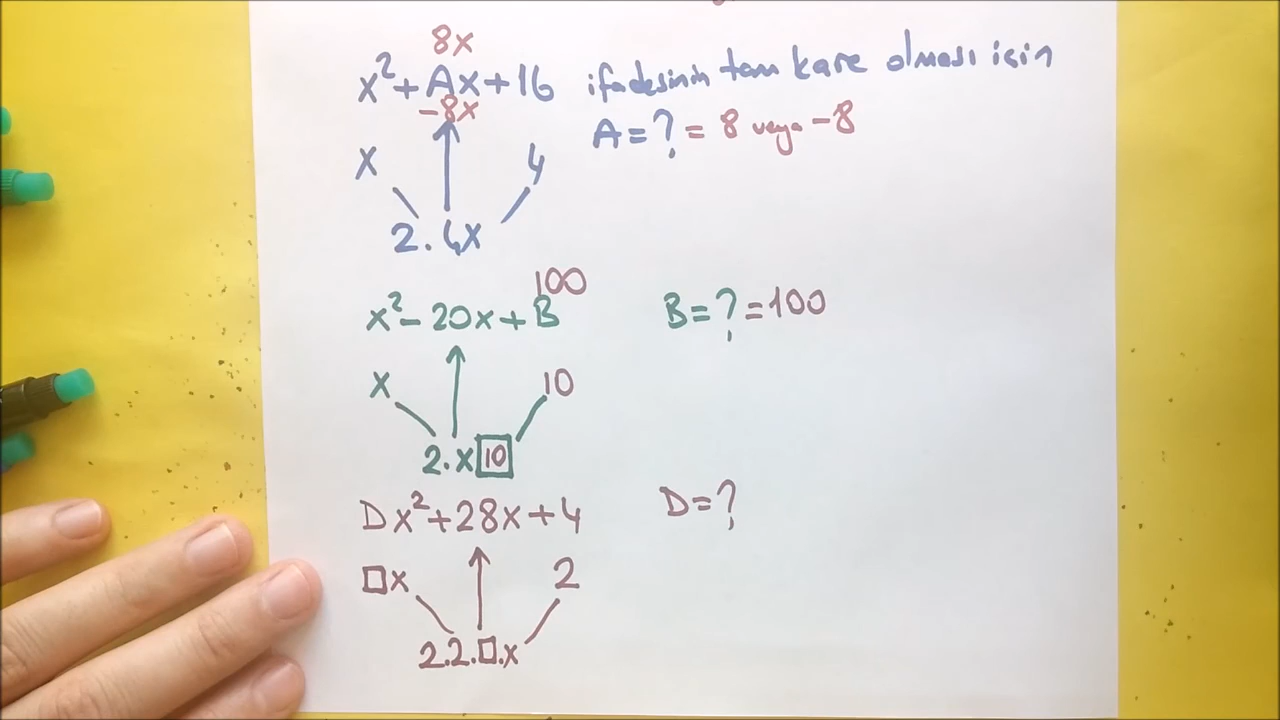 8x
x²+Ax+16 ifadesinin tam kare olması için
-8x
A=?=8 veya -8
x 4
2.4x
100
x²-20x+B B=?=100
x 10
2.x 10
Dx²+28x+4 D=?
□x 2
2.2.□.x